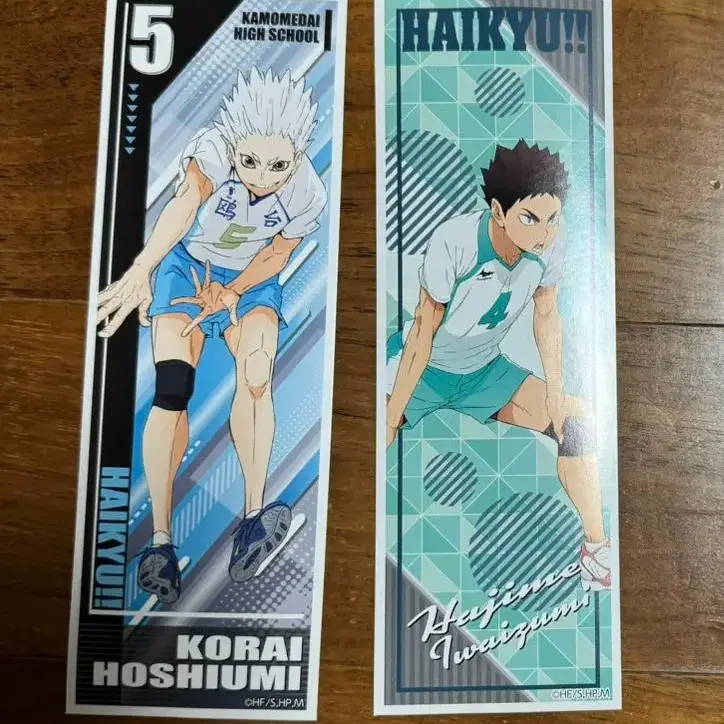 5
KAMOMEDAI
HIGH SCHOOL
鴎台
5
HAIKYU!!
KORAI
HOSHIUMI
©HF/S.HP.M
HAIKYU!!
4
Hajime
Iwaizumi
©HF/S.HP.M